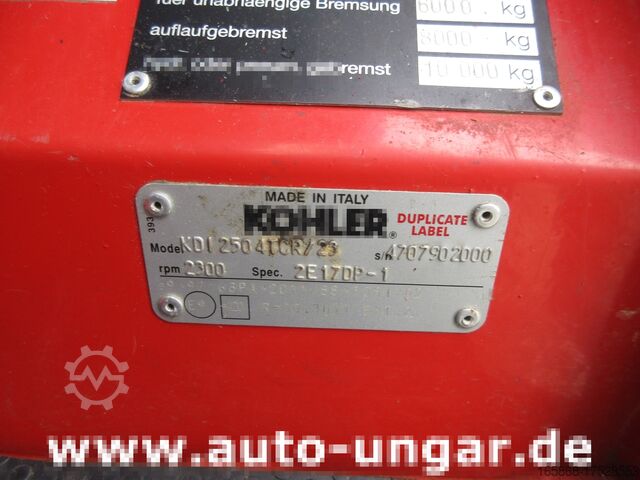 für unabhängige Bremsung 6000 kg
auflaufgebremst 8000 kg
gebremst 10 000 kg
MADE IN ITALY
KOHLER® DUPLICATE LABEL
393
Model KDI 2504TCR/23 s/n 4707902000
rpm 2300 Spec. 2E170P-1
www.auto-ungar.de